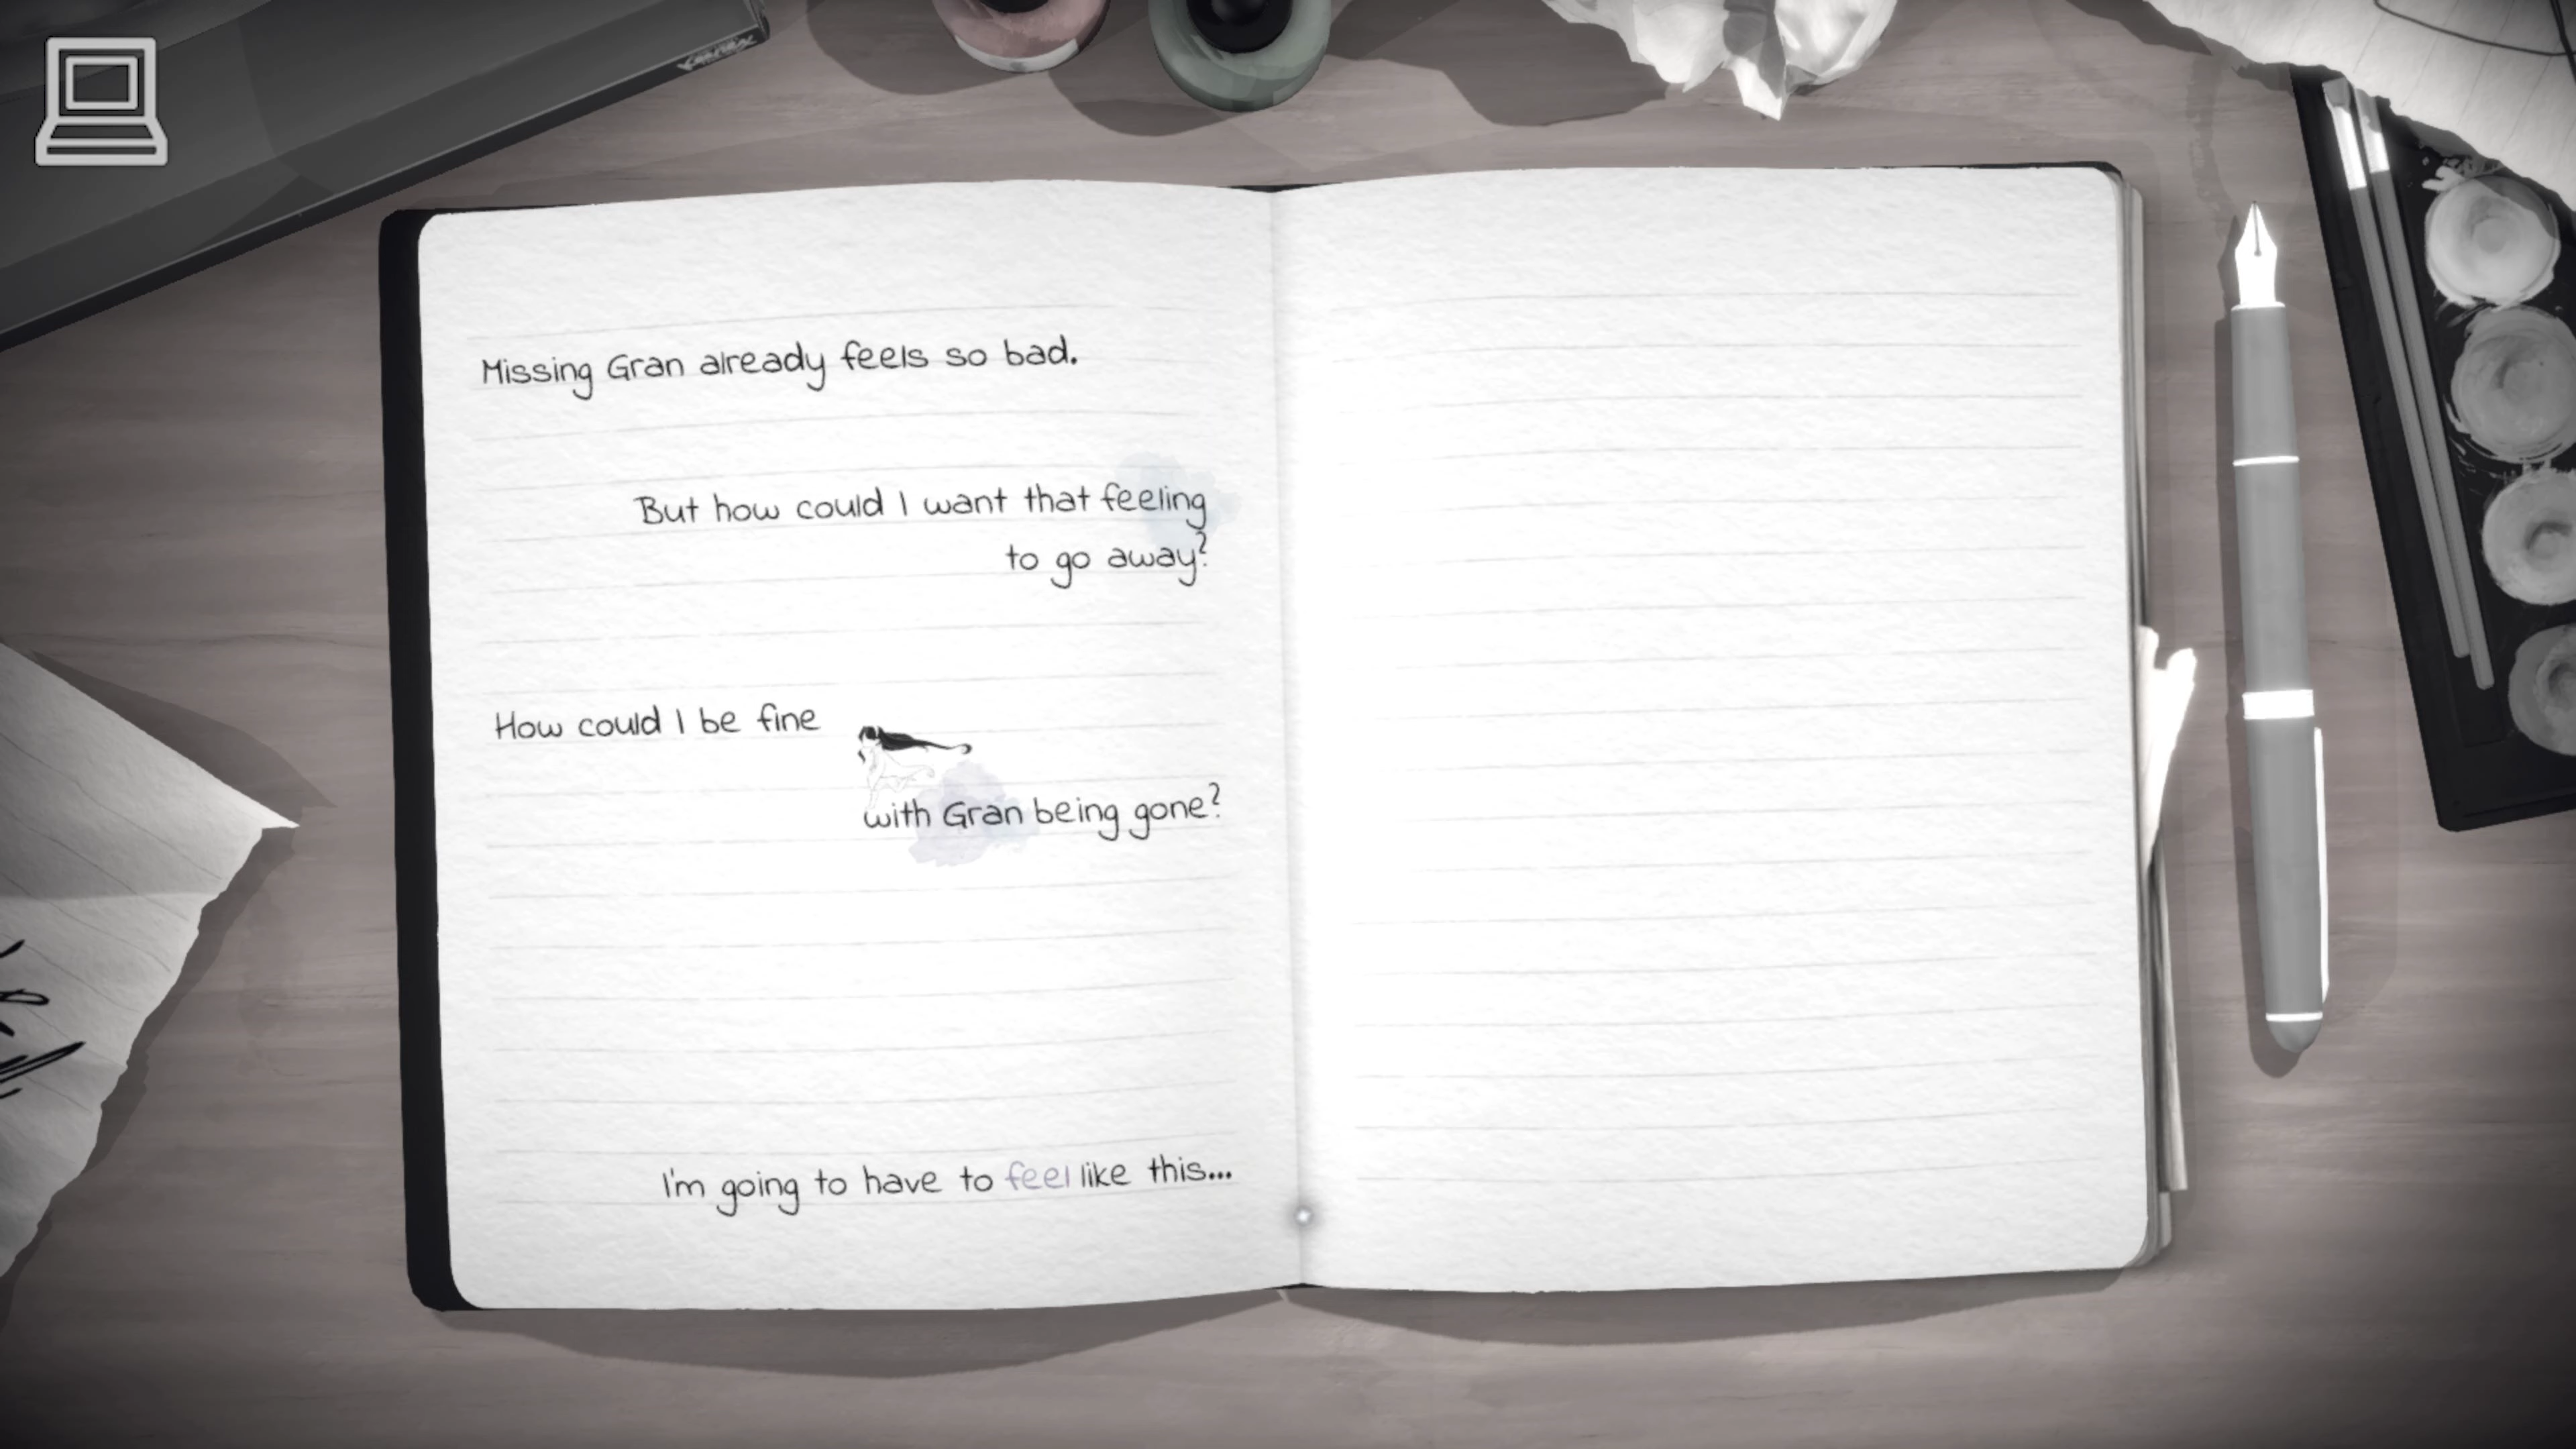 Missing Gran already feels so bad.
But how could I want that feeling
to go away?
How could I be fine
with Gran being gone?
I'm going to have to feel like this...